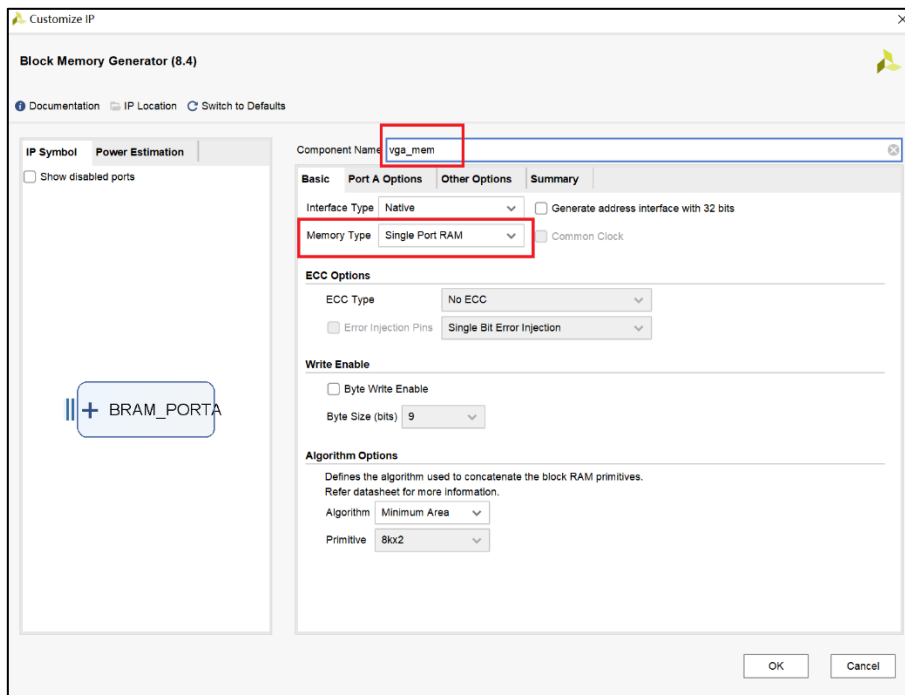 Customize IP
Block Memory Generator (8.4)
Documentation IP Location Switch to Defaults
IP Symbol Power Estimation
Show disabled ports
BRAM_PORTA
Component Name vga_mem
Basic Port A Options Other Options Summary
Interface Type Native Generate address interface with 32 bits
Memory Type Single Port RAM Common Clock
ECC Options
ECC Type No ECC
Error Injection Pins Single Bit Error Injection
Write Enable
Byte Write Enable
Byte Size (bits) 9
Algorithm Options
Defines the algorithm used to concatenate the block RAM primitives.
Refer datasheet for more information.
Algorithm Minimum Area
Primitive 8kx2
OK Cancel